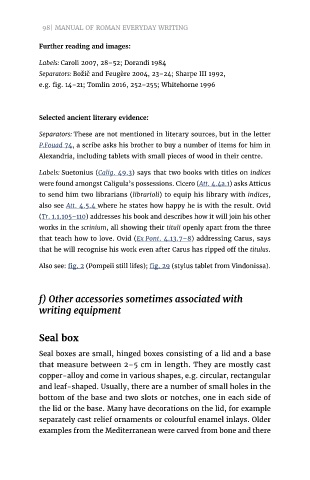 98| MANUAL OF ROMAN EVERYDAY WRITING
Further reading and images:
Labels: Caroll 2007, 28–52; Dorandi 1984
Separators: Božič and Feugère 2004, 23–24; Sharpe III 1992,
e.g. fig. 14–21; Tomlin 2016, 252–255; Whitehorne 1996
Selected ancient literary evidence:
Separators: These are not mentioned in literary sources, but in the letter
P.Fouad 74, a scribe asks his brother to buy a number of items for him in
Alexandria, including tablets with small pieces of wood in their centre.
Labels: Suetonius (Calig. 49.3) says that two books with titles on indices
were found amongst Caligula's possessions. Cicero (Att. 4.4a.1) asks Atticus
to send him two librarians (librarioli) to equip his library with indices,
also see Att. 4.5.4 where he states how happy he is with the result. Ovid
(Tr. 1.1.105–110) addresses his book and describes how it will join his other
works in the scrinium, all showing their tituli openly apart from the three
that teach how to love. Ovid (Ex Pont. 4.13.7–8) addressing Carus, says
that he will recognise his work even after Carus has ripped off the titulus.
Also see: fig. 2 (Pompeii still lifes); fig. 29 (stylus tablet from Vindonissa).
f) Other accessories sometimes associated with
writing equipment
Seal box
Seal boxes are small, hinged boxes consisting of a lid and a base
that measure between 2–5 cm in length. They are mostly cast
copper-alloy and come in various shapes, e.g. circular, rectangular
and leaf-shaped. Usually, there are a number of small holes in the
bottom of the base and two slots or notches, one in each side of
the lid or the base. Many have decorations on the lid, for example
separately cast relief ornaments or colourful enamel inlays. Older
examples from the Mediterranean were carved from bone and there